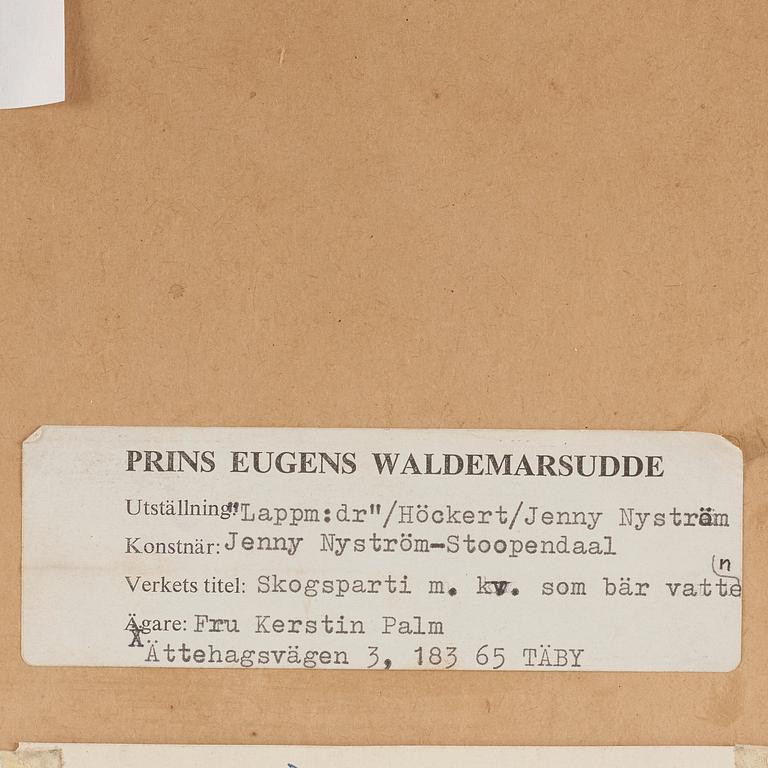 PRINS EUGENS WALDEMARSUDDE
Utställning: "Lappm:dr"/Höckert/Jenny Nyström
Konstnär: Jenny Nyström-Stoopendaal
Verkets titel: Skogsparti m. kv. som bär vatte(n
Ägare: Fru Kerstin Palm
Ättehagsvägen 3, 183 65 TÄBY